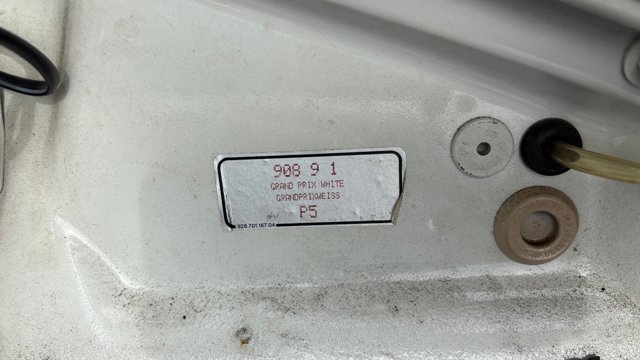 908 9 1
GRAND PRIX WHITE
GRANDPRIXWEISS
P5
928.701.167.04